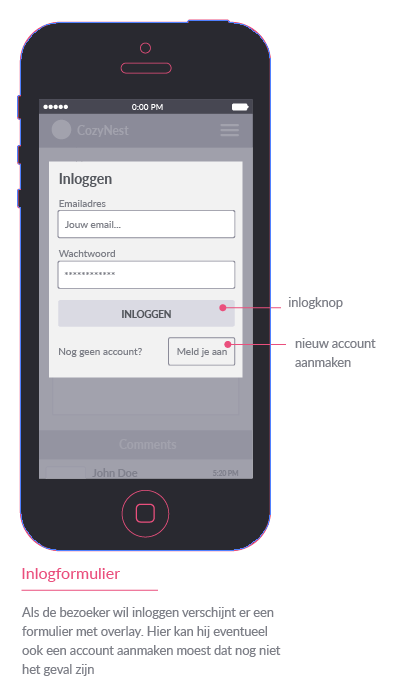 0:00 PM
CozyNest
Inloggen
Emailadres
Jouw email...
Wachtwoord
************
INLOGGEN
inlogknop
Nog geen account?
Meld je aan
nieuw account
aanmaken
Comments
John Doe
5:20 PM
Inlogformulier
Als de bezoeker wil inloggen verschijnt er een
formulier met overlay. Hier kan hij eventueel
ook een account aanmaken moest dat nog niet
het geval zijn